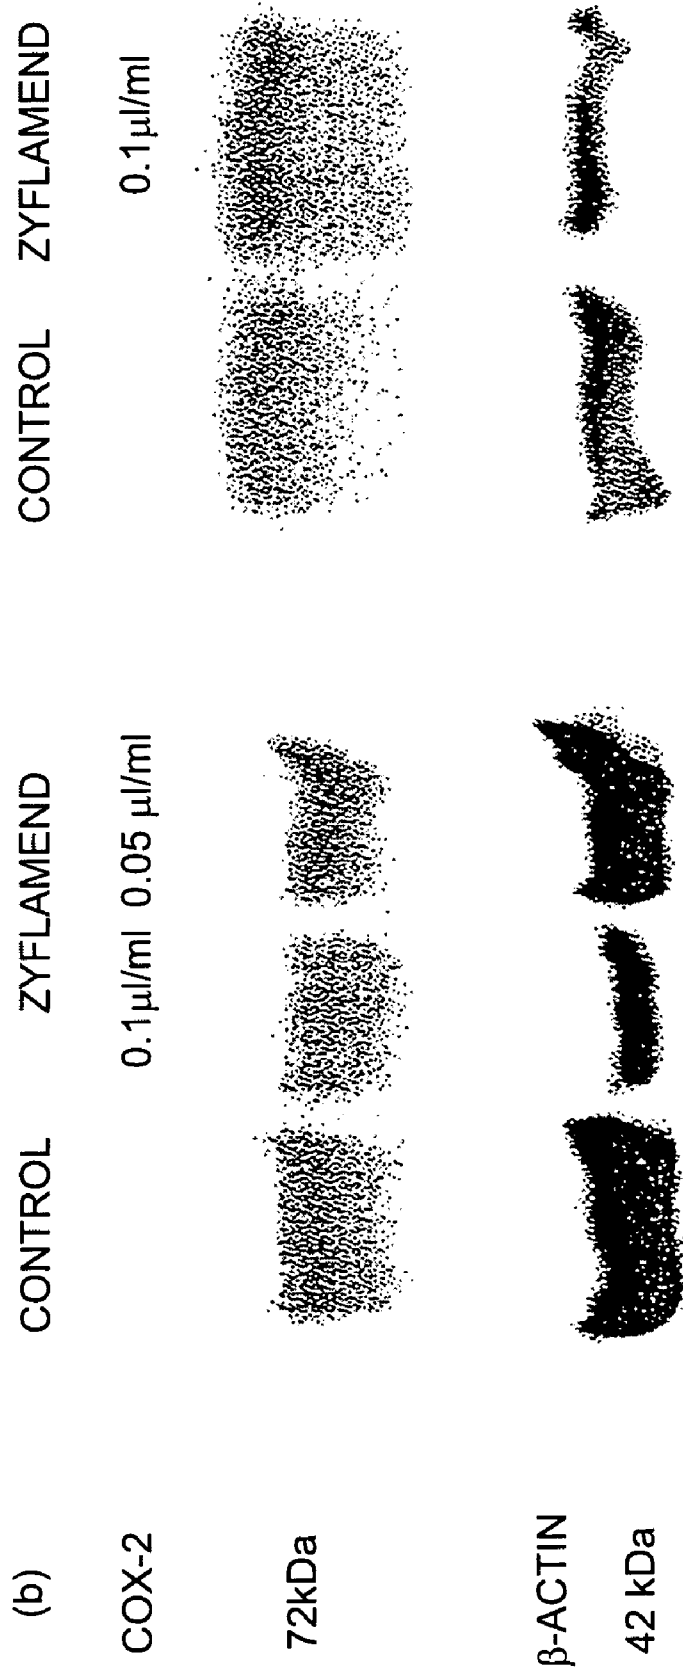 (b)
CONTROL ZYFLAMEND CONTROL ZYFLAMEND
COX-2 0.1µl/ml 0.05 µl/ml 0.1µl/ml
72kDa
β-ACTIN
42 kDa